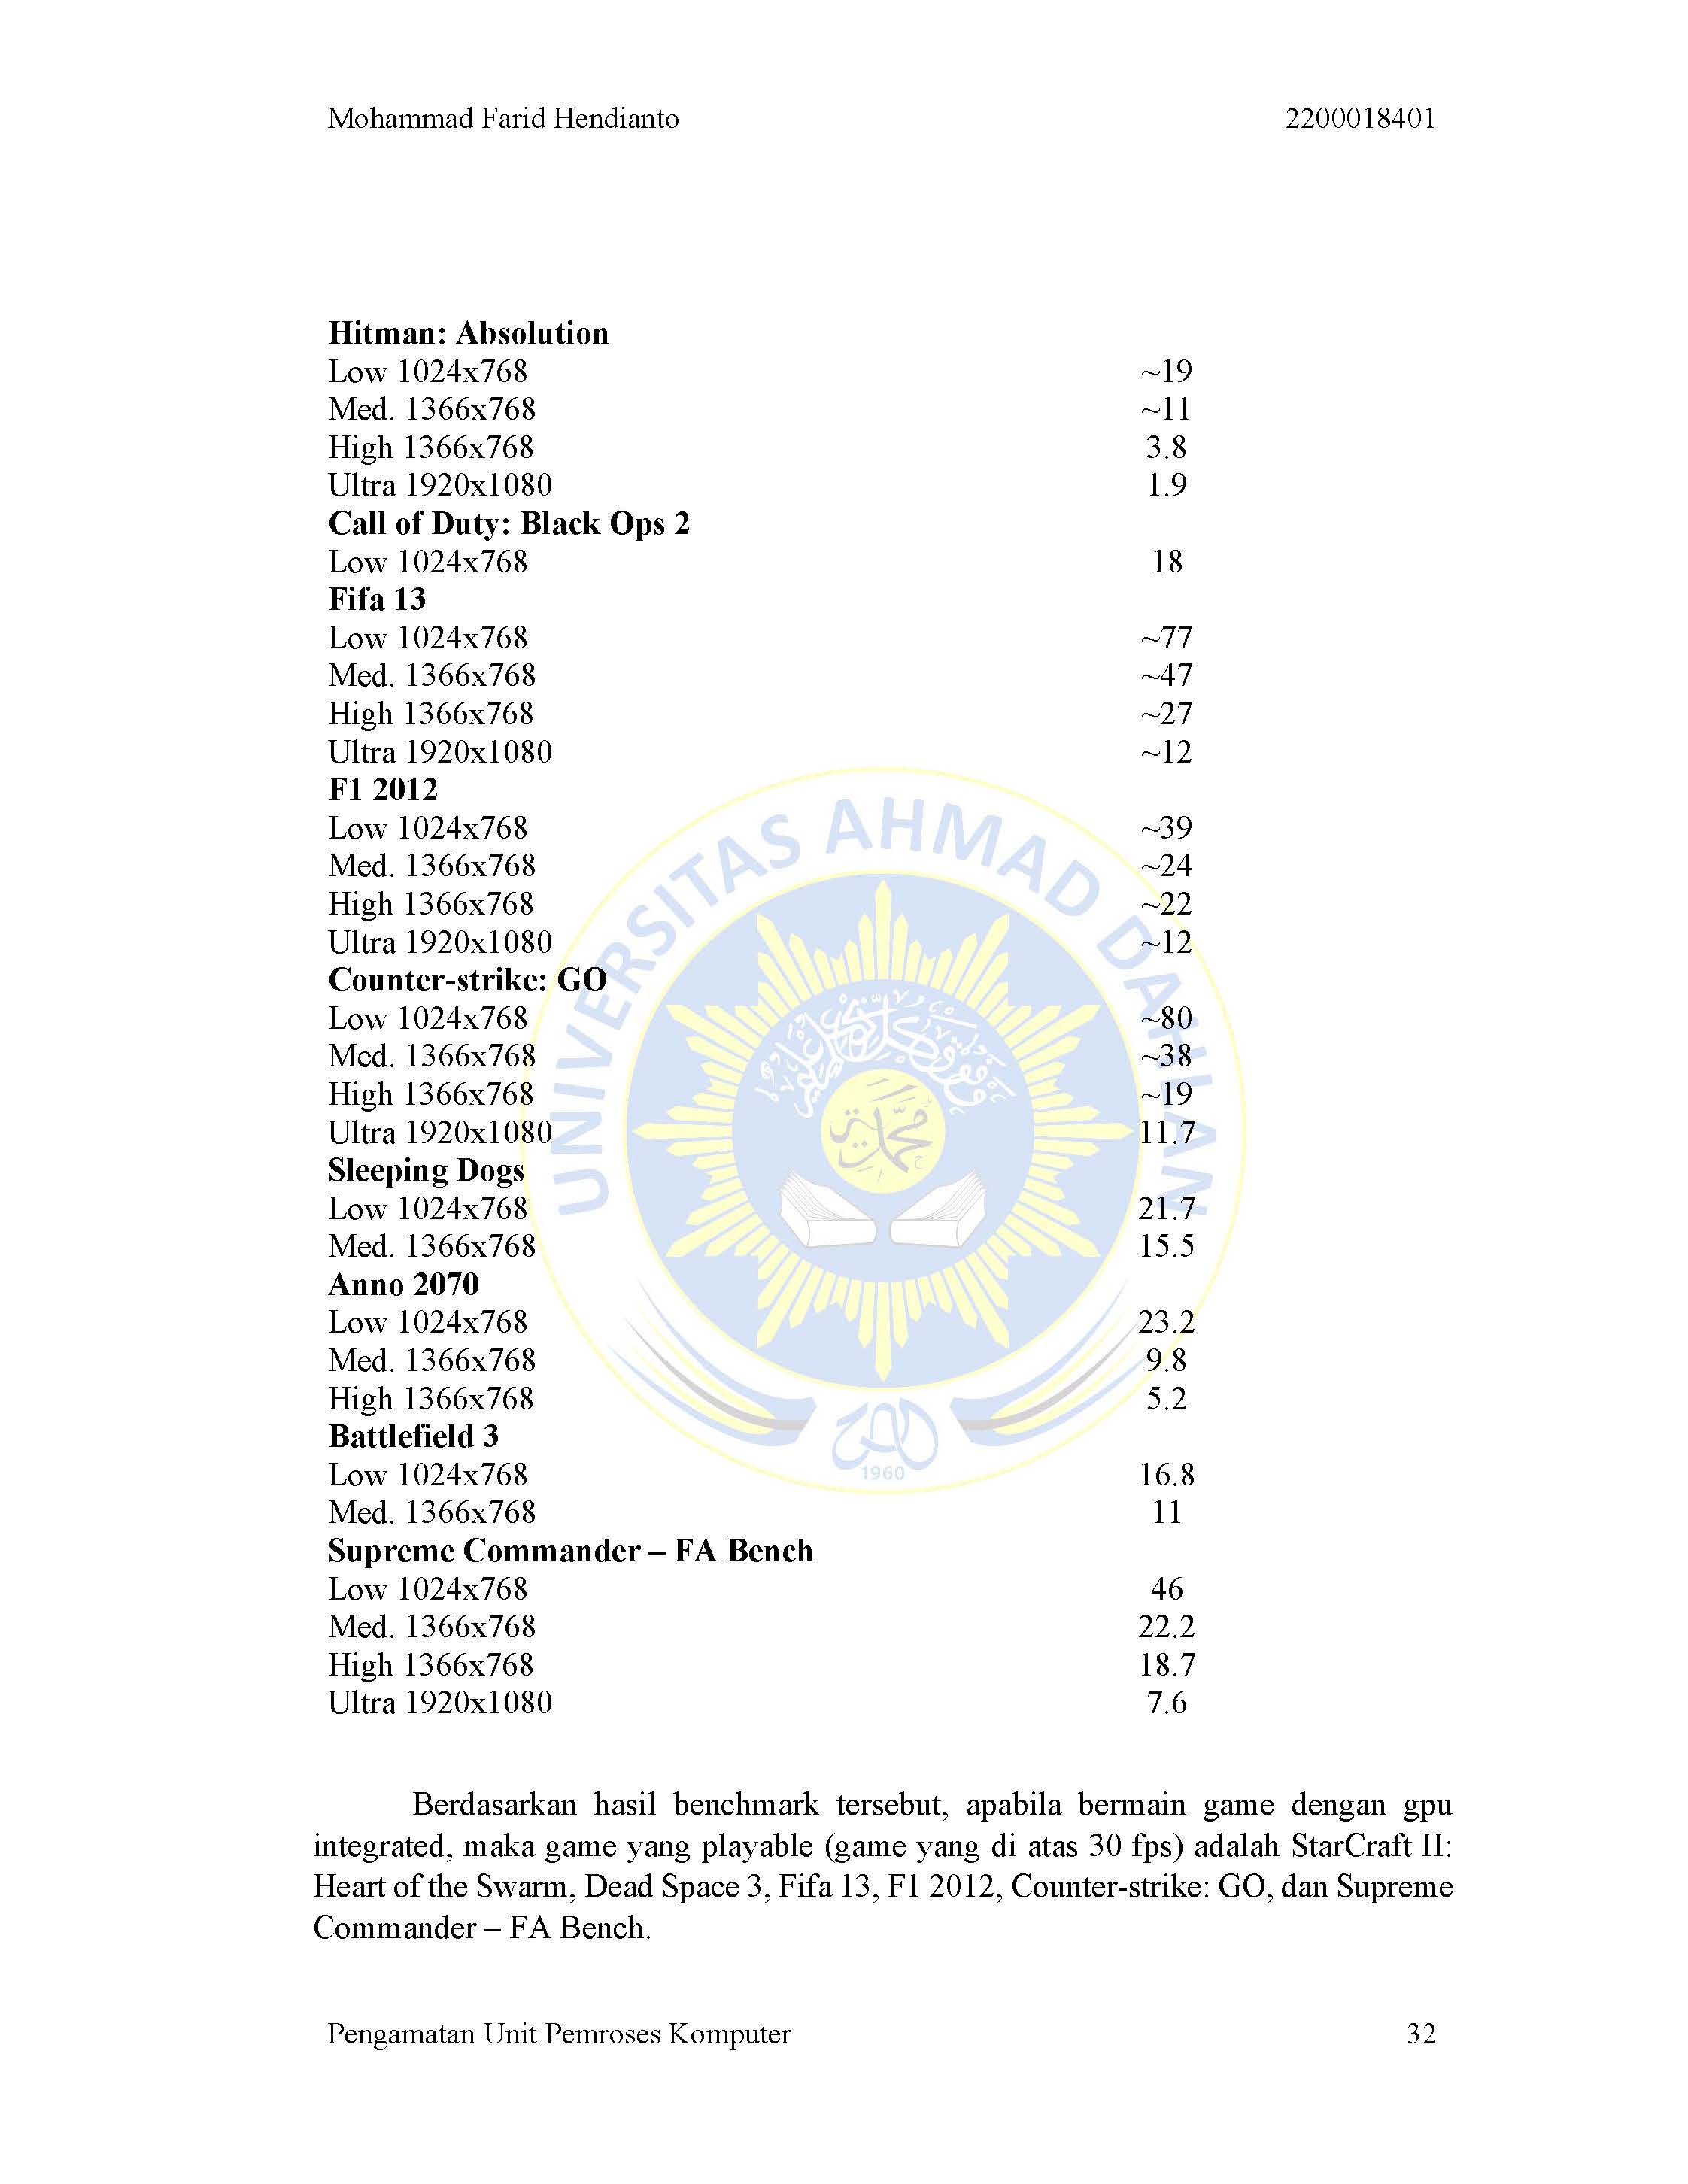 Mohammad Farid Hendianto 2200018401
Hitman: Absolution
Low 1024x768 ~19
Med. 1366x768 ~11
High 1366x768 3.8
Ultra 1920x1080 1.9
Call of Duty: Black Ops 2
Low 1024x768 18
Fifa 13
Low 1024x768 ~77
Med. 1366x768 ~47
High 1366x768 ~27
Ultra 1920x1080 ~12
F1 2012
Low 1024x768 ~39
Med. 1366x768 ~24
High 1366x768 ~22
Ultra 1920x1080 ~12
Counter-strike: GO
Low 1024x768 ~80
Med. 1366x768 ~38
High 1366x768 ~19
Ultra 1920x1080 11.7
Sleeping Dogs
Low 1024x768 21.7
Med. 1366x768 15.5
Anno 2070
Low 1024x768 23.2
Med. 1366x768 9.8
High 1366x768 5.2
Battlefield 3
Low 1024x768 16.8
Med. 1366x768 11
Supreme Commander – FA Bench
Low 1024x768 46
Med. 1366x768 22.2
High 1366x768 18.7
Ultra 1920x1080 7.6
UNIVERSITAS AHMAD DAHLAN
1960
Berdasarkan hasil benchmark tersebut, apabila bermain game dengan gpu
integrated, maka game yang playable (game yang di atas 30 fps) adalah StarCraft II:
Heart of the Swarm, Dead Space 3, Fifa 13, F1 2012, Counter-strike: GO, dan Supreme
Commander – FA Bench.
Pengamatan Unit Pemroses Komputer 32